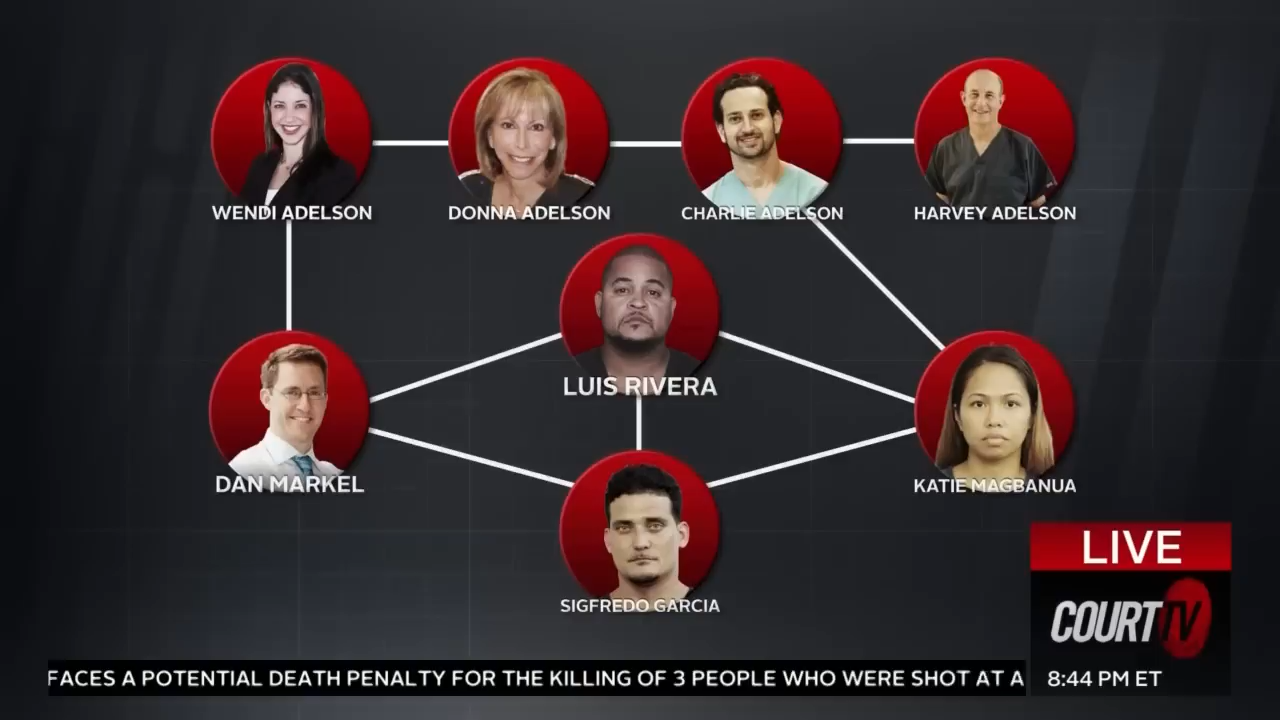 WENDI ADELSON
DONNA ADELSON
CHARLIE ADELSON
HARVEY ADELSON
LUIS RIVERA
DAN MARKEL
KATIE MAGBANUA
SIGFREDO GARCIA
LIVE
COURT TV
FACES A POTENTIAL DEATH PENALTY FOR THE KILLING OF 3 PEOPLE WHO WERE SHOT AT A
8:44 PM ET